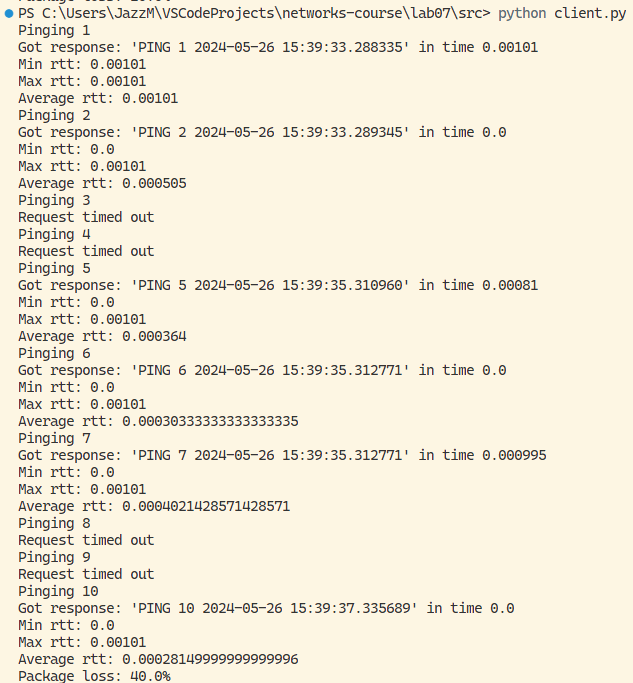 PS C:\Users\JazzM\VSCodeProjects\networks-course\lab07\src> python client.py
Pinging 1
Got response: 'PING 1 2024-05-26 15:39:33.288335' in time 0.00101
Min rtt: 0.00101
Max rtt: 0.00101
Average rtt: 0.00101
Pinging 2
Got response: 'PING 2 2024-05-26 15:39:33.289345' in time 0.0
Min rtt: 0.0
Max rtt: 0.00101
Average rtt: 0.000505
Pinging 3
Request timed out
Pinging 4
Request timed out
Pinging 5
Got response: 'PING 5 2024-05-26 15:39:35.310960' in time 0.00081
Min rtt: 0.0
Max rtt: 0.00101
Average rtt: 0.000364
Pinging 6
Got response: 'PING 6 2024-05-26 15:39:35.312771' in time 0.0
Min rtt: 0.0
Max rtt: 0.00101
Average rtt: 0.00030333333333333335
Pinging 7
Got response: 'PING 7 2024-05-26 15:39:35.312771' in time 0.000995
Min rtt: 0.0
Max rtt: 0.00101
Average rtt: 0.0004021428571428571
Pinging 8
Request timed out
Pinging 9
Request timed out
Pinging 10
Got response: 'PING 10 2024-05-26 15:39:37.335689' in time 0.0
Min rtt: 0.0
Max rtt: 0.00101
Average rtt: 0.00028149999999999996
Package loss: 40.0%